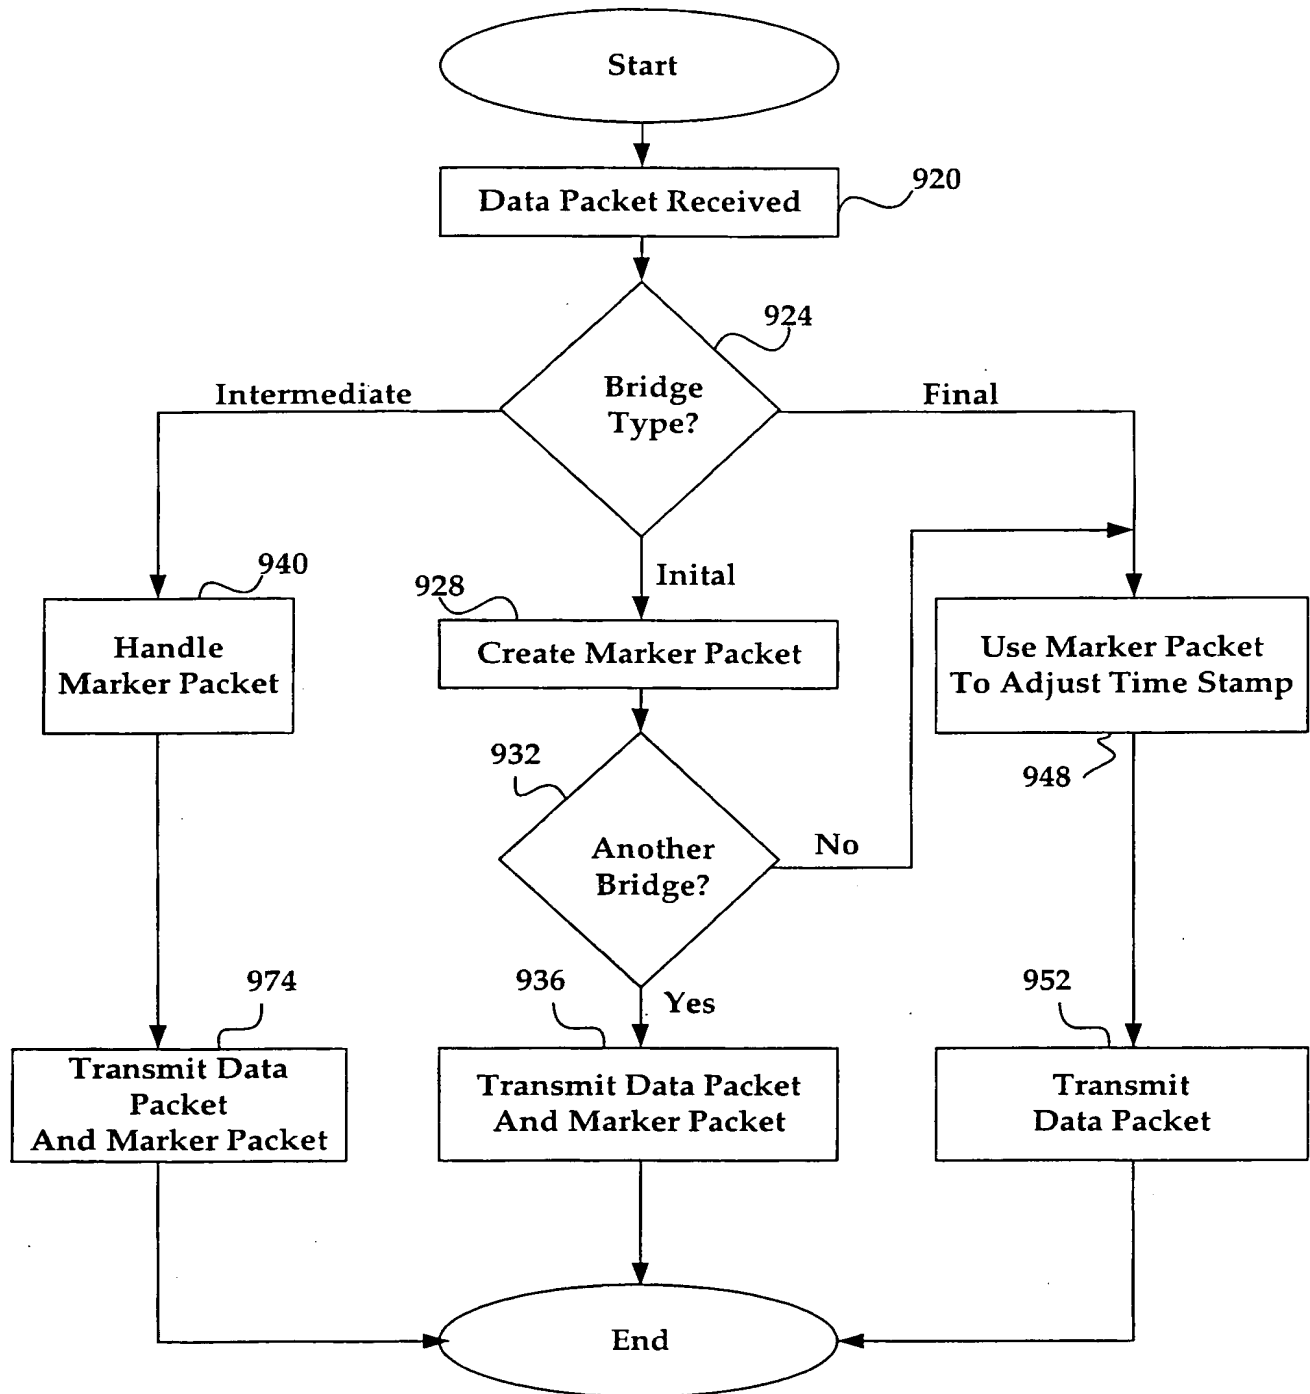 Start
Data Packet Received
920
924
Bridge
Type?
Intermediate
Final
Inital
940
928
Handle
Marker Packet
Create Marker Packet
Use Marker Packet
To Adjust Time Stamp
932
948
Another
Bridge?
No
Yes
974
936
952
Transmit Data
Packet
And Marker Packet
Transmit Data Packet
And Marker Packet
Transmit
Data Packet
End